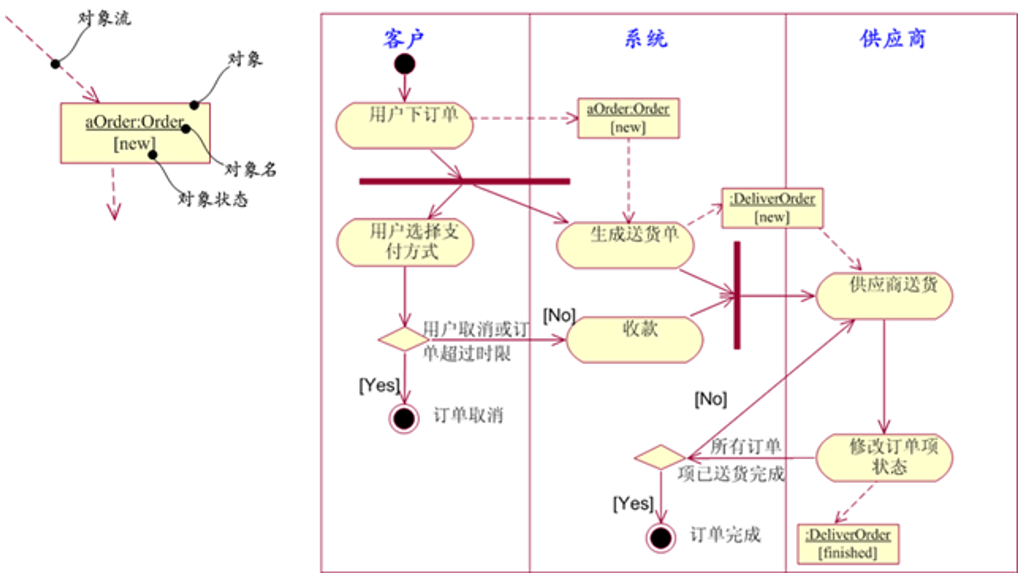 对象流
对象
aOrder:Order
[new]
对象名
对象状态
客户
系统
供应商
用户下订单
aOrder:Order
[new]
:DeliverOrder
[new]
用户选择支
付方式
生成送货单
供应商送货
[No]
收款
用户取消或订
单超过时限
[Yes]
订单取消
[No]
所有订单
项已送货完成
修改订单项
状态
[Yes]
订单完成
:DeliverOrder
[finished]